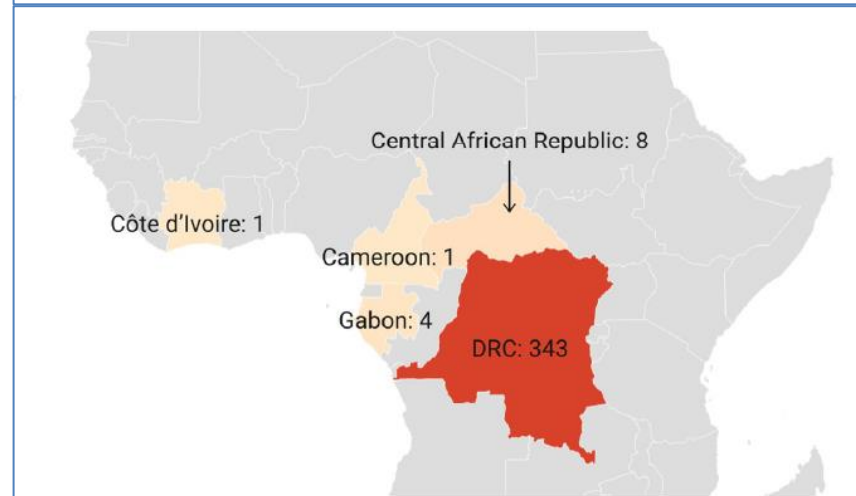 Central African Republic: 8
Côte d’Ivoire: 1
Cameroon: 1
Gabon: 4
DRC: 343